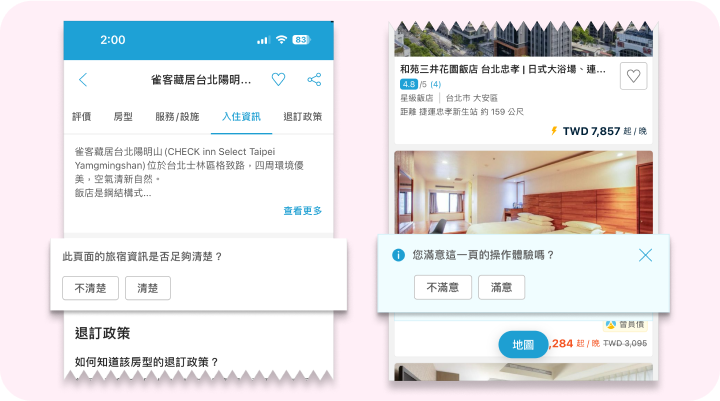 2:00
83
雀客藏居台北陽明...
評價
房型
服務/設施
入住資訊
退訂政策
雀客藏居台北陽明山 (CHECK inn Select Taipei
Yamgmingshan) 位於台北士林區格致路，四周環境優
美，空氣清新自然。
飯店是鋼結構式...
查看更多
此頁面的旅宿資訊是否足夠清楚？
不清楚
清楚
退訂政策
如何知道該房型的退訂政策？
和苑三井花園飯店 台北忠孝 | 日式大浴場、連...
4.8 /5 (4)
星級飯店 | 台北市 大安區
距離 捷運忠孝新生站 約 159 公尺
TWD 7,857 起 / 晚
您滿意這一頁的操作體驗嗎？
不滿意
滿意
會員價
地圖
,284 起 / 晚 TWD 3,095